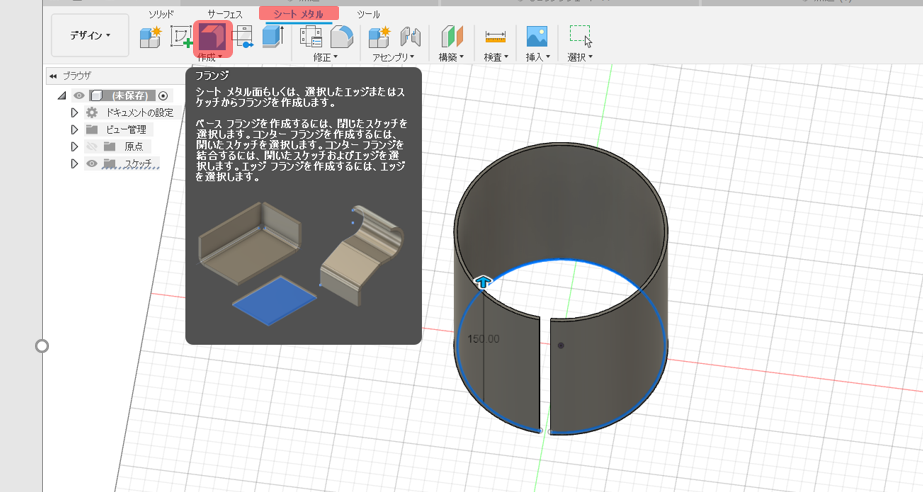 ソリッド サーフェス シート メタル ツール
デザイン▼
作成▼ 修正▼ アセンブリ▼ 構築▼ 検査▼ 挿入▼ 選択▼
ブラウザ
(未保存)
ドキュメントの設定
ビュー管理
原点
スケッチ
フランジ
シート メタル面もしくは、選択したエッジまたはス
ケッチからフランジを作成します。
ベース フランジを作成するには、閉じたスケッチを
選択します。コンター フランジを作成するには、
開いたスケッチを選択します。コンター フランジを
結合するには、開いたスケッチおよびエッジを選
択します。エッジ フランジを作成するには、エッジ
を選択します。
150.00